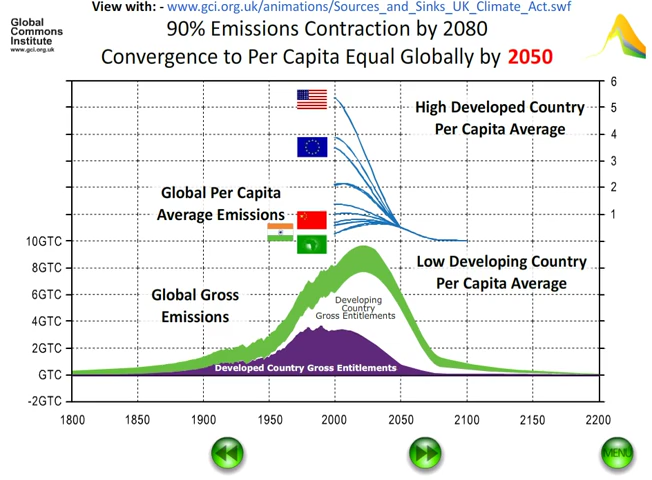 View with: - www.gci.org.uk/animations/Sources_and_Sinks_UK_Climate_Act.swf
Global
Commons
Institute
www.gci.org.uk
90% Emissions Contraction by 2080
Convergence to Per Capita Equal Globally by 2050
6
5
4
3
2
1
High Developed Country
Per Capita Average
Global Per Capita
Average Emissions
Low Developing Country
Per Capita Average
10GTC
8GTC
6GTC
4GTC
2GTC
GTC
-2GTC
Global Gross
Emissions
Developing
Country
Gross Entitlements
Developed Country Gross Entitlements
1800
1850
1900
1950
2000
2050
2100
2150
2200
MENU